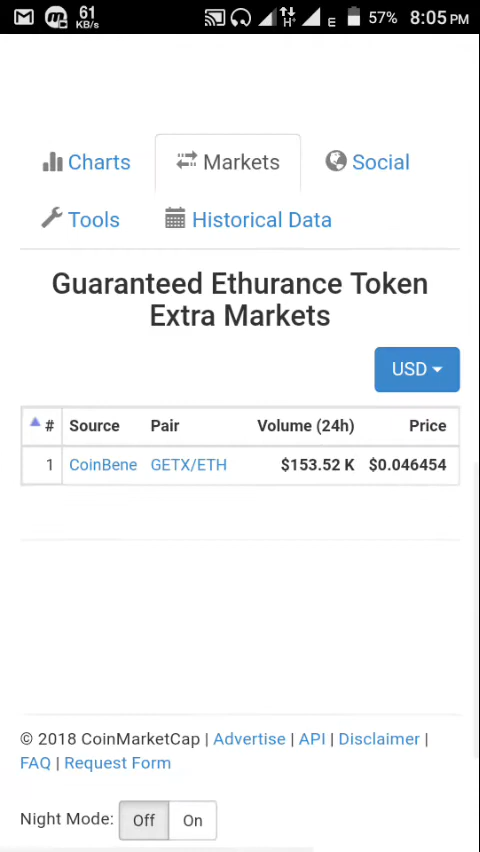 61
KB/s
H
E
57%
8:05 PM
Charts
Markets
Social
Tools
Historical Data
Guaranteed Ethurance Token
Extra Markets
USD
# Source Pair Volume (24h) Price
1 CoinBene GETX/ETH $153.52 K $0.046454
© 2018 CoinMarketCap | Advertise | API | Disclaimer |
FAQ | Request Form
Night Mode: Off On